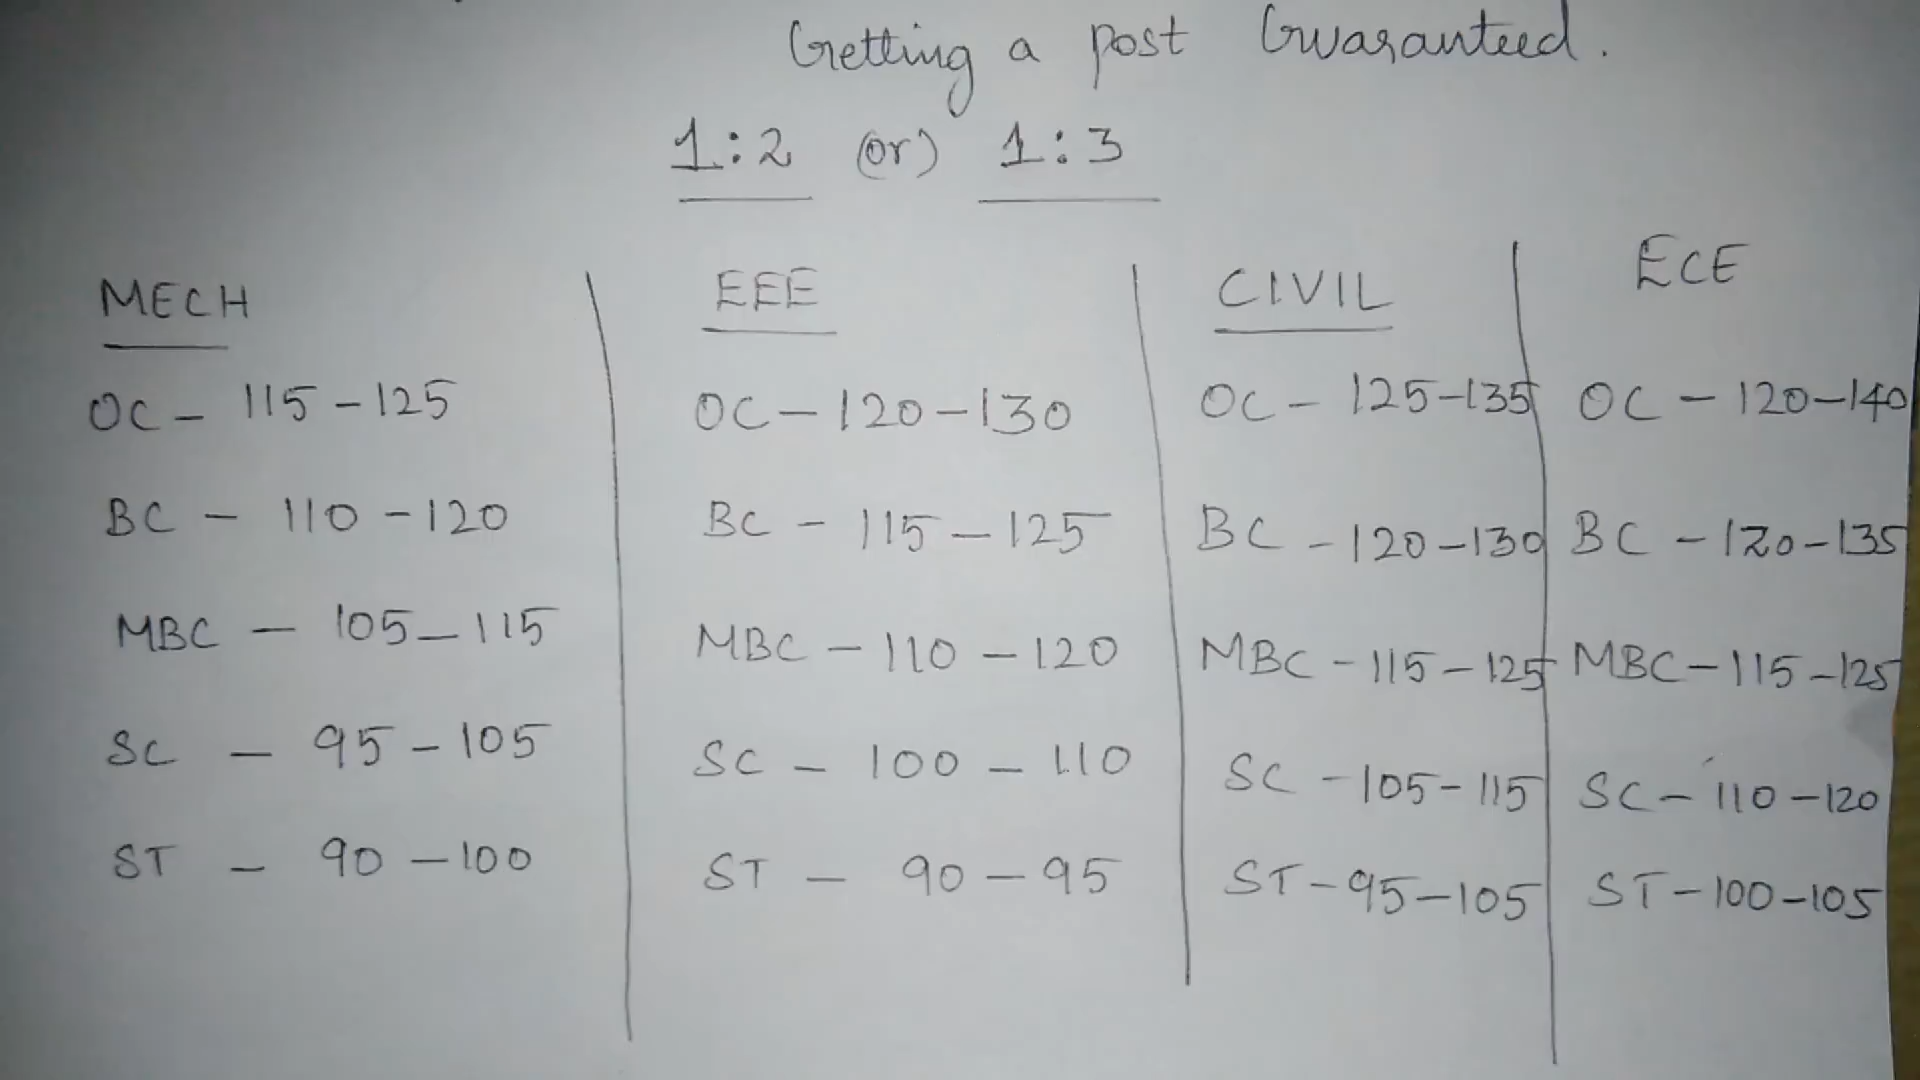 Getting a post Guaranteed.
1:2 (or) 1:3
MECH EEE CIVIL ECE
OC - 115-125 OC - 120-130 OC - 125-135 OC - 120-140
BC - 110-120 BC - 115-125 BC - 120-130 BC - 120-135
MBC - 105-115 MBC - 110-120 MBC - 115-125 MBC - 115-125
SC - 95-105 SC - 100-110 SC - 105-115 SC - 110-120
ST - 90-100 ST - 90-95 ST - 95-105 ST - 100-105